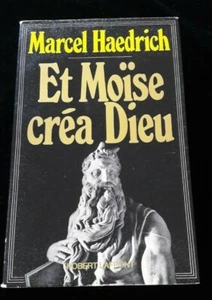 Marcel Haedrich
Et Moïse
créa Dieu
ROBERT LAFFONT